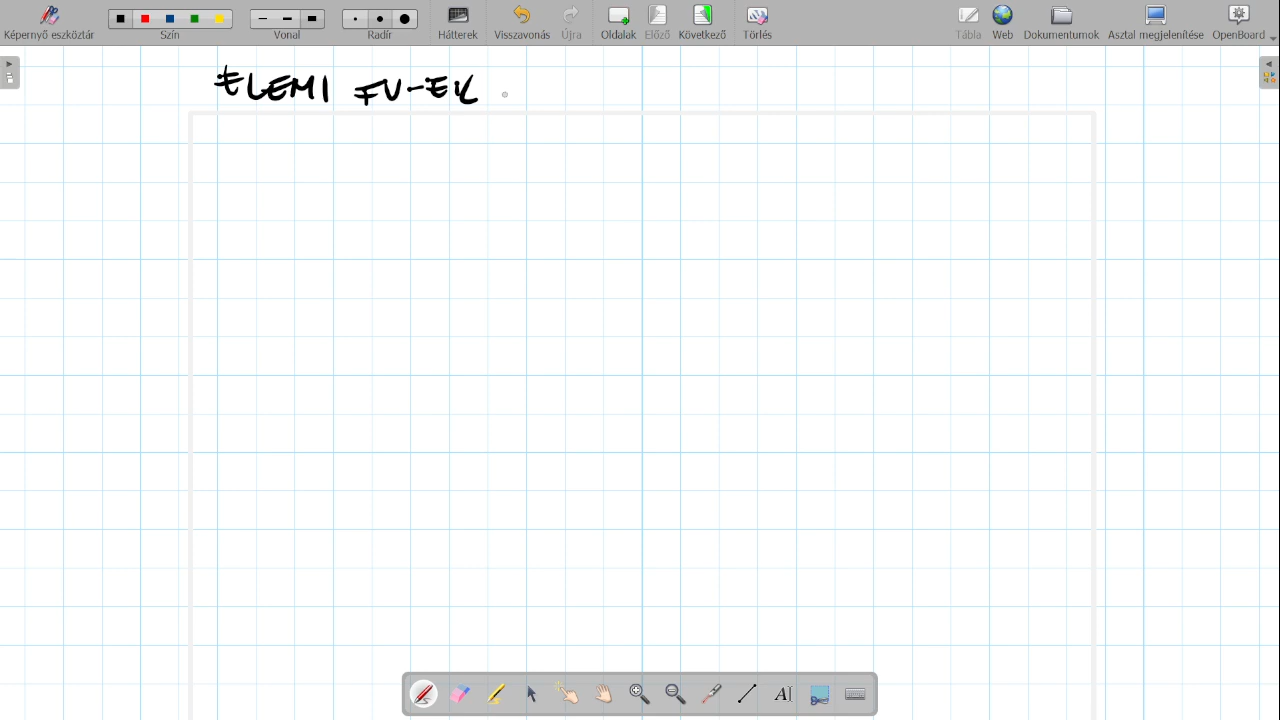 Képernyő eszköztár Szín Vonal Radír Hátterek Visszavonás Újra Oldalak Előző Következő Törlés Tábla Web Dokumentumok Asztal megjelenítése OpenBoard
ELEMI FV-EK
AI